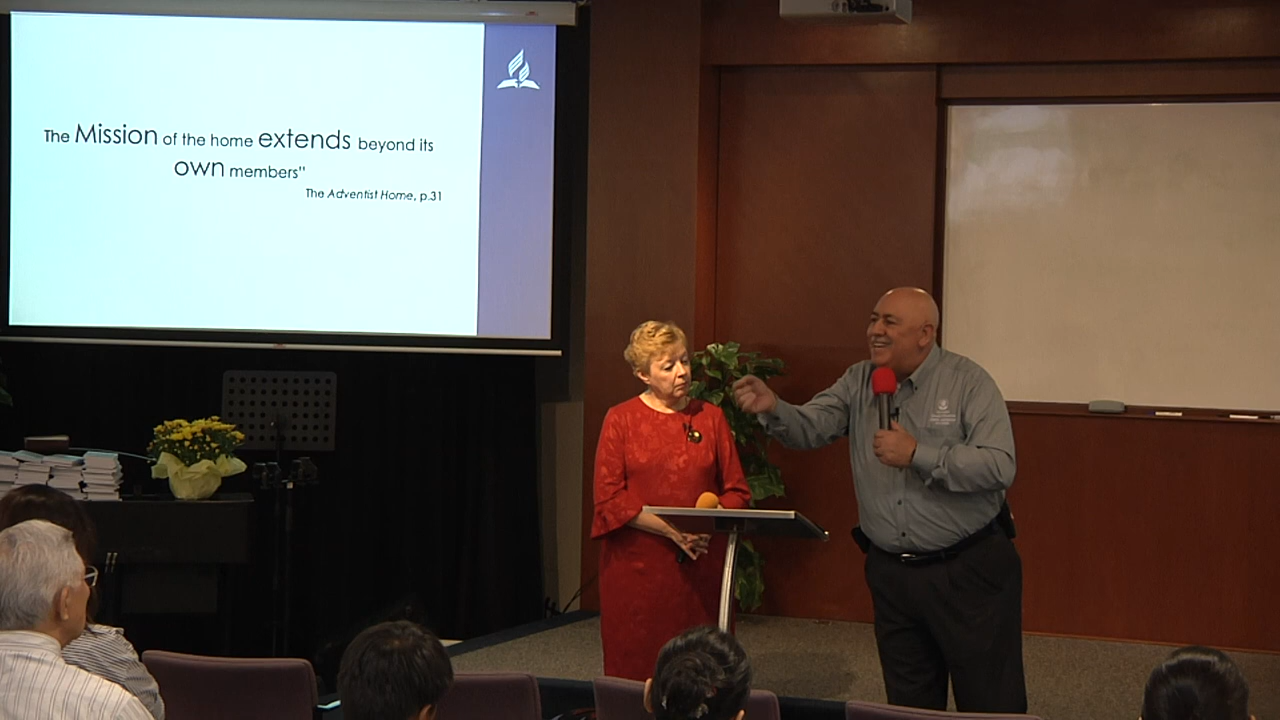 The Mission of the home extends beyond its
own members"
The Adventist Home, p.31